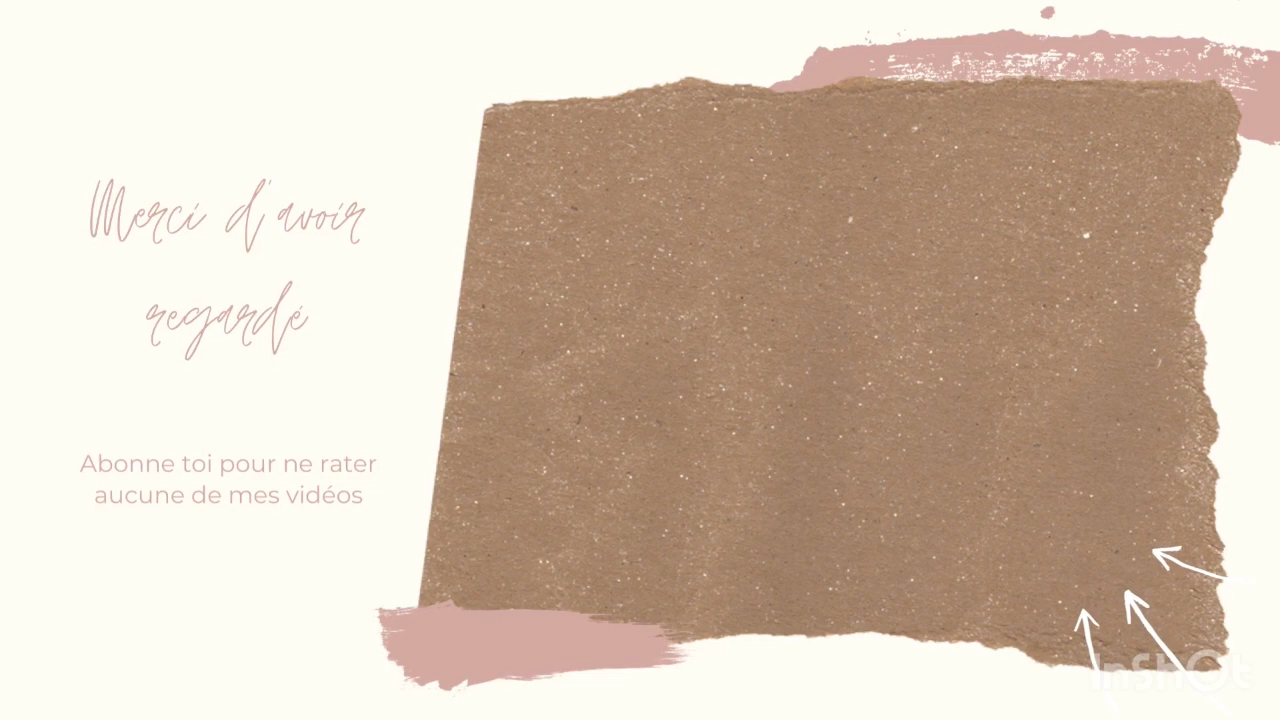 Merci d'avoir
regardé
Abonne toi pour ne rater
aucune de mes vidéos
InShOt